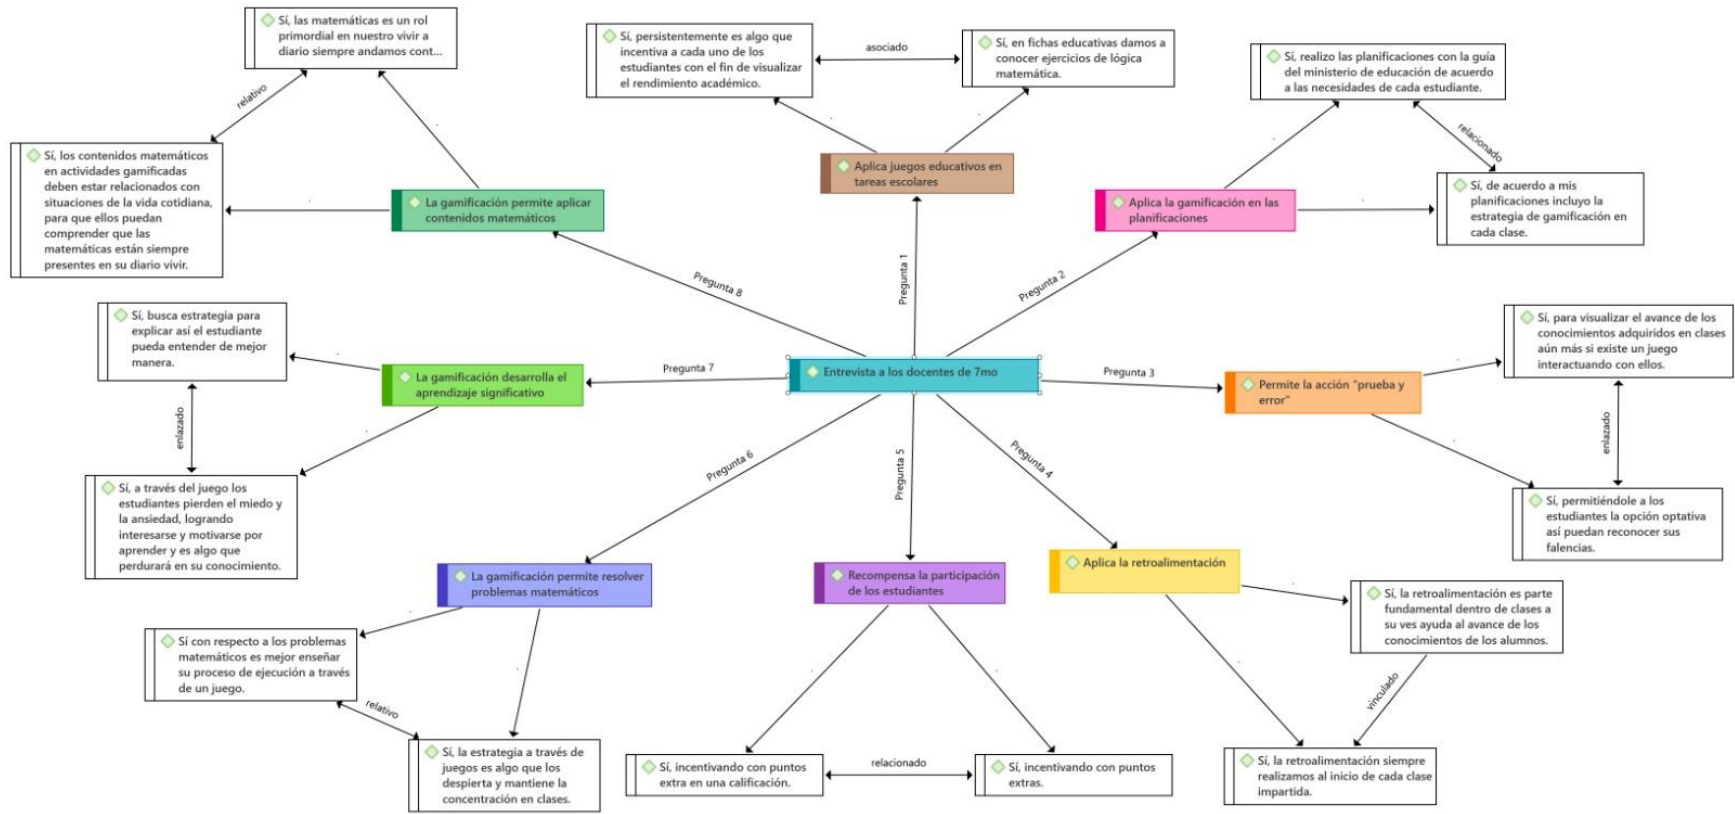 Sí, las matemáticas es un rol
primordial en nuestro vivir a
diario siempre andamos cont...
relativo
Sí, los contenidos matemáticos
en actividades gamificadas
deben estar relacionados con
situaciones de la vida cotidiana,
para que ellos puedan
comprender que las
matemáticas están siempre
presentes en su diario vivir.
La gamificación permite aplicar
contenidos matemáticos
Pregunta 8
Sí, persistentemente es algo que
incentiva a cada uno de los
estudiantes con el fin de visualizar
el rendimiento académico.
asociado
Sí, en fichas educativas damos a
conocer ejercicios de lógica
matemática.
Aplica juegos educativos en
tareas escolares
Pregunta 1
Sí, realizo las planificaciones con la guía
del ministerio de educación de acuerdo
a las necesidades de cada estudiante.
relacionado
Sí, de acuerdo a mis
planificaciones incluyo la
estrategia de gamificación en
cada clase.
Aplica la gamificación en las
planificaciones
Pregunta 2
Entrevista a los docentes de 7mo
Pregunta 3
Permite la acción "prueba y
error"
Sí, para visualizar el avance de los
conocimientos adquiridos en clases
aún más si existe un juego
interactuando con ellos.
enlazado
Sí, permitiéndole a los
estudiantes la opción optativa
así puedan reconocer sus
falencias.
Pregunta 7
La gamificación desarrolla el
aprendizaje significativo
Sí, busca estrategia para
explicar así el estudiante
pueda entender de mejor
manera.
enlazado
Sí, a través del juego los
estudiantes pierden el miedo y
la ansiedad, logrando
interesarse y motivarse por
aprender y es algo que
perdurará en su conocimiento.
Pregunta 6
La gamificación permite resolver
problemas matemáticos
Sí con respecto a los problemas
matemáticos es mejor enseñar
su proceso de ejecución a través
de un juego.
relativo
Sí, la estrategia a través de
juegos es algo que los
despierta y mantiene la
concentración en clases.
Pregunta 5
Recompensa la participación
de los estudiantes
Sí, incentivando con puntos
extra en una calificación.
relacionado
Sí, incentivando con puntos
extras.
Pregunta 4
Aplica la retroalimentación
Sí, la retroalimentación es parte
fundamental dentro de clases a
su ves ayuda al avance de los
conocimientos de los alumnos.
vinculado
Sí, la retroalimentación siempre
realizamos al inicio de cada clase
impartida.